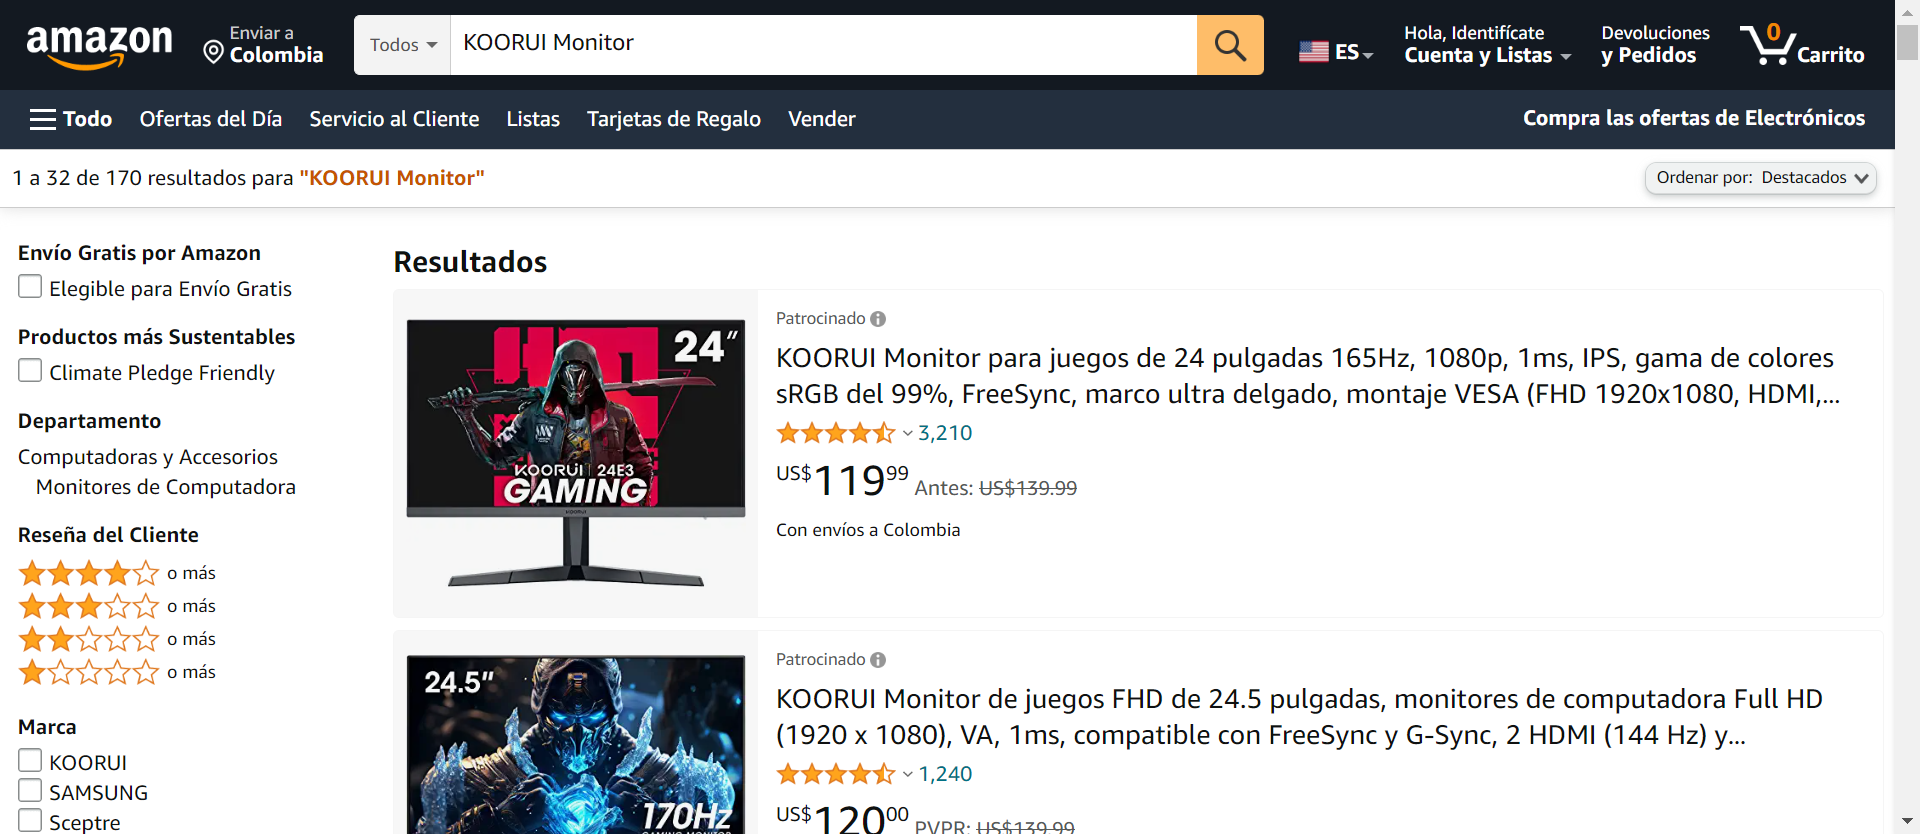 amazon
Enviar a
Colombia
Todos
KOORUI Monitor
ES
Hola, Identifícate
Cuenta y Listas
Devoluciones
y Pedidos
0
Carrito
Todo
Ofertas del Día
Servicio al Cliente
Listas
Tarjetas de Regalo
Vender
Compra las ofertas de Electrónicos
1 a 32 de 170 resultados para "KOORUI Monitor"
Ordenar por: Destacados
Envío Gratis por Amazon
Elegible para Envío Gratis
Productos más Sustentables
Climate Pledge Friendly
Departamento
Computadoras y Accesorios
Monitores de Computadora
Reseña del Cliente
o más
o más
o más
o más
Marca
KOORUI
SAMSUNG
Sceptre
Resultados
24"
KOORUI 24E3
GAMING
KOORUI
Patrocinado
KOORUI Monitor para juegos de 24 pulgadas 165Hz, 1080p, 1ms, IPS, gama de colores
sRGB del 99%, FreeSync, marco ultra delgado, montaje VESA (FHD 1920x1080, HDMI,...
3,210
US$119.99 Antes: US$139.99
Con envíos a Colombia
24.5"
170Hz
GAMING MONITOR
Patrocinado
KOORUI Monitor de juegos FHD de 24.5 pulgadas, monitores de computadora Full HD
(1920 x 1080), VA, 1ms, compatible con FreeSync y G-Sync, 2 HDMI (144 Hz) y...
1,240
US$120.00 PVPR: US$139.99